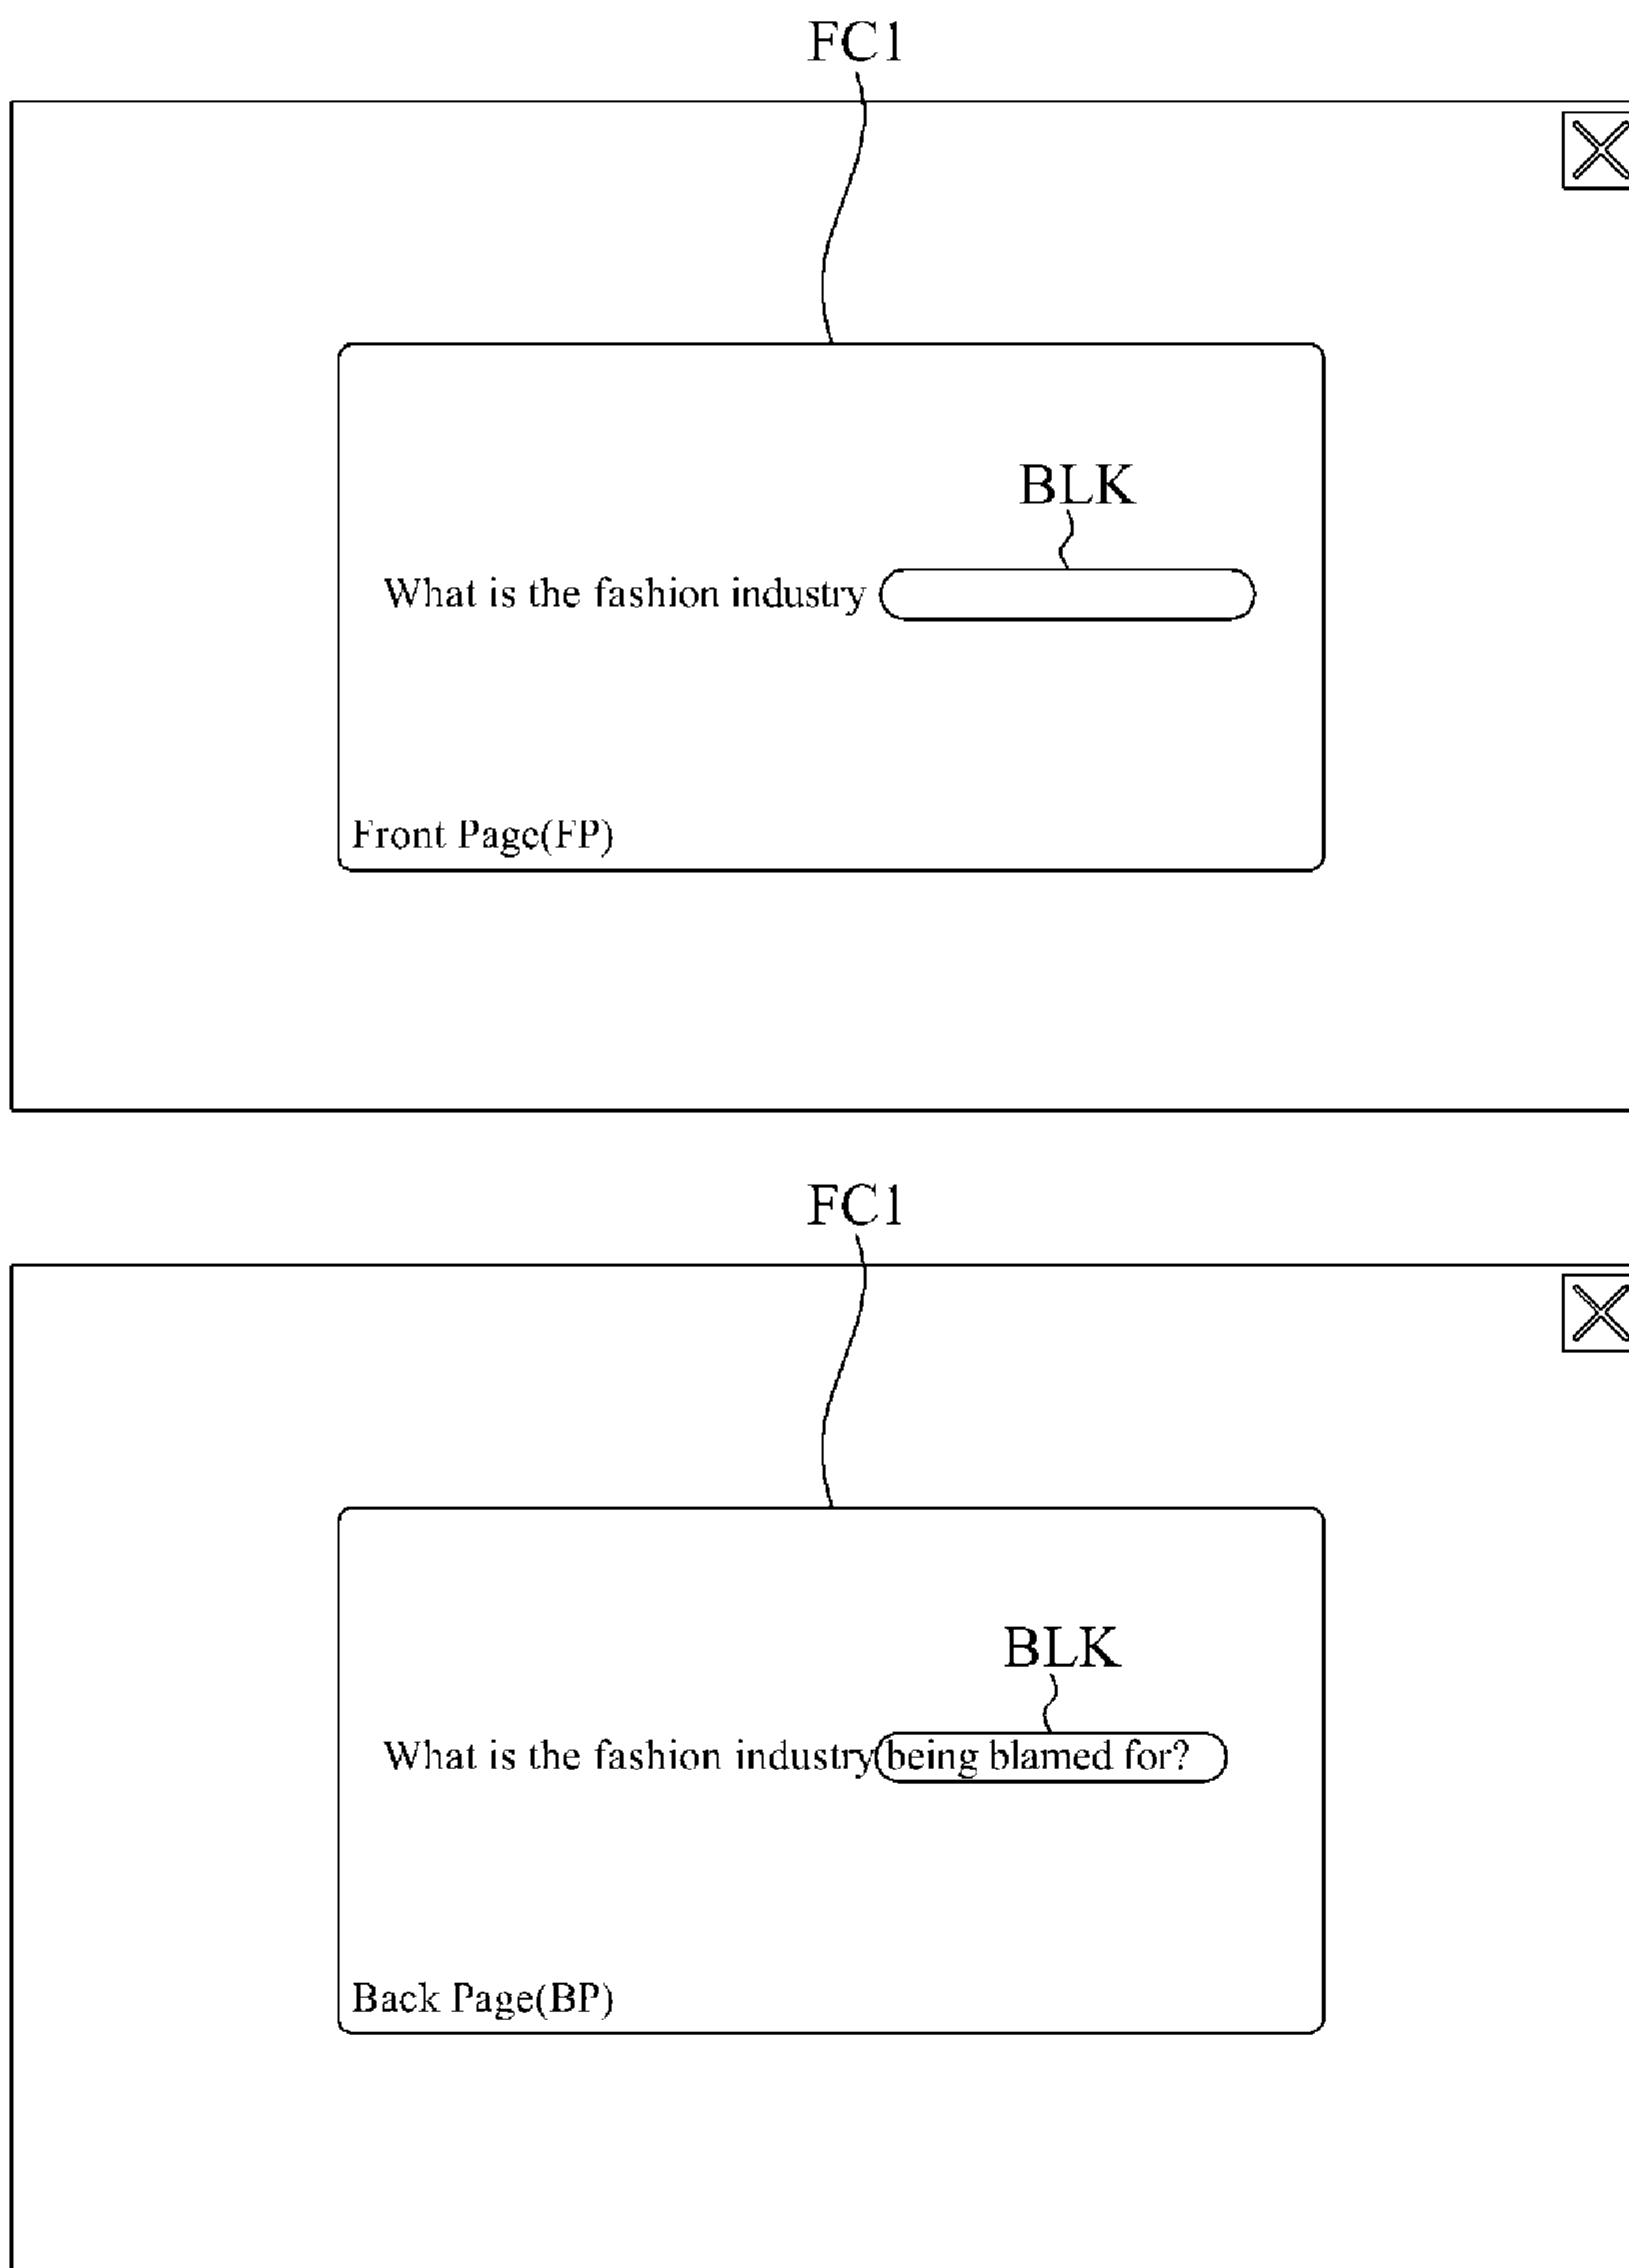 FC1
BLK
What is the fashion industry
Front Page(FP)
FC1
BLK
What is the fashion industry being blamed for?
Back Page(BP)